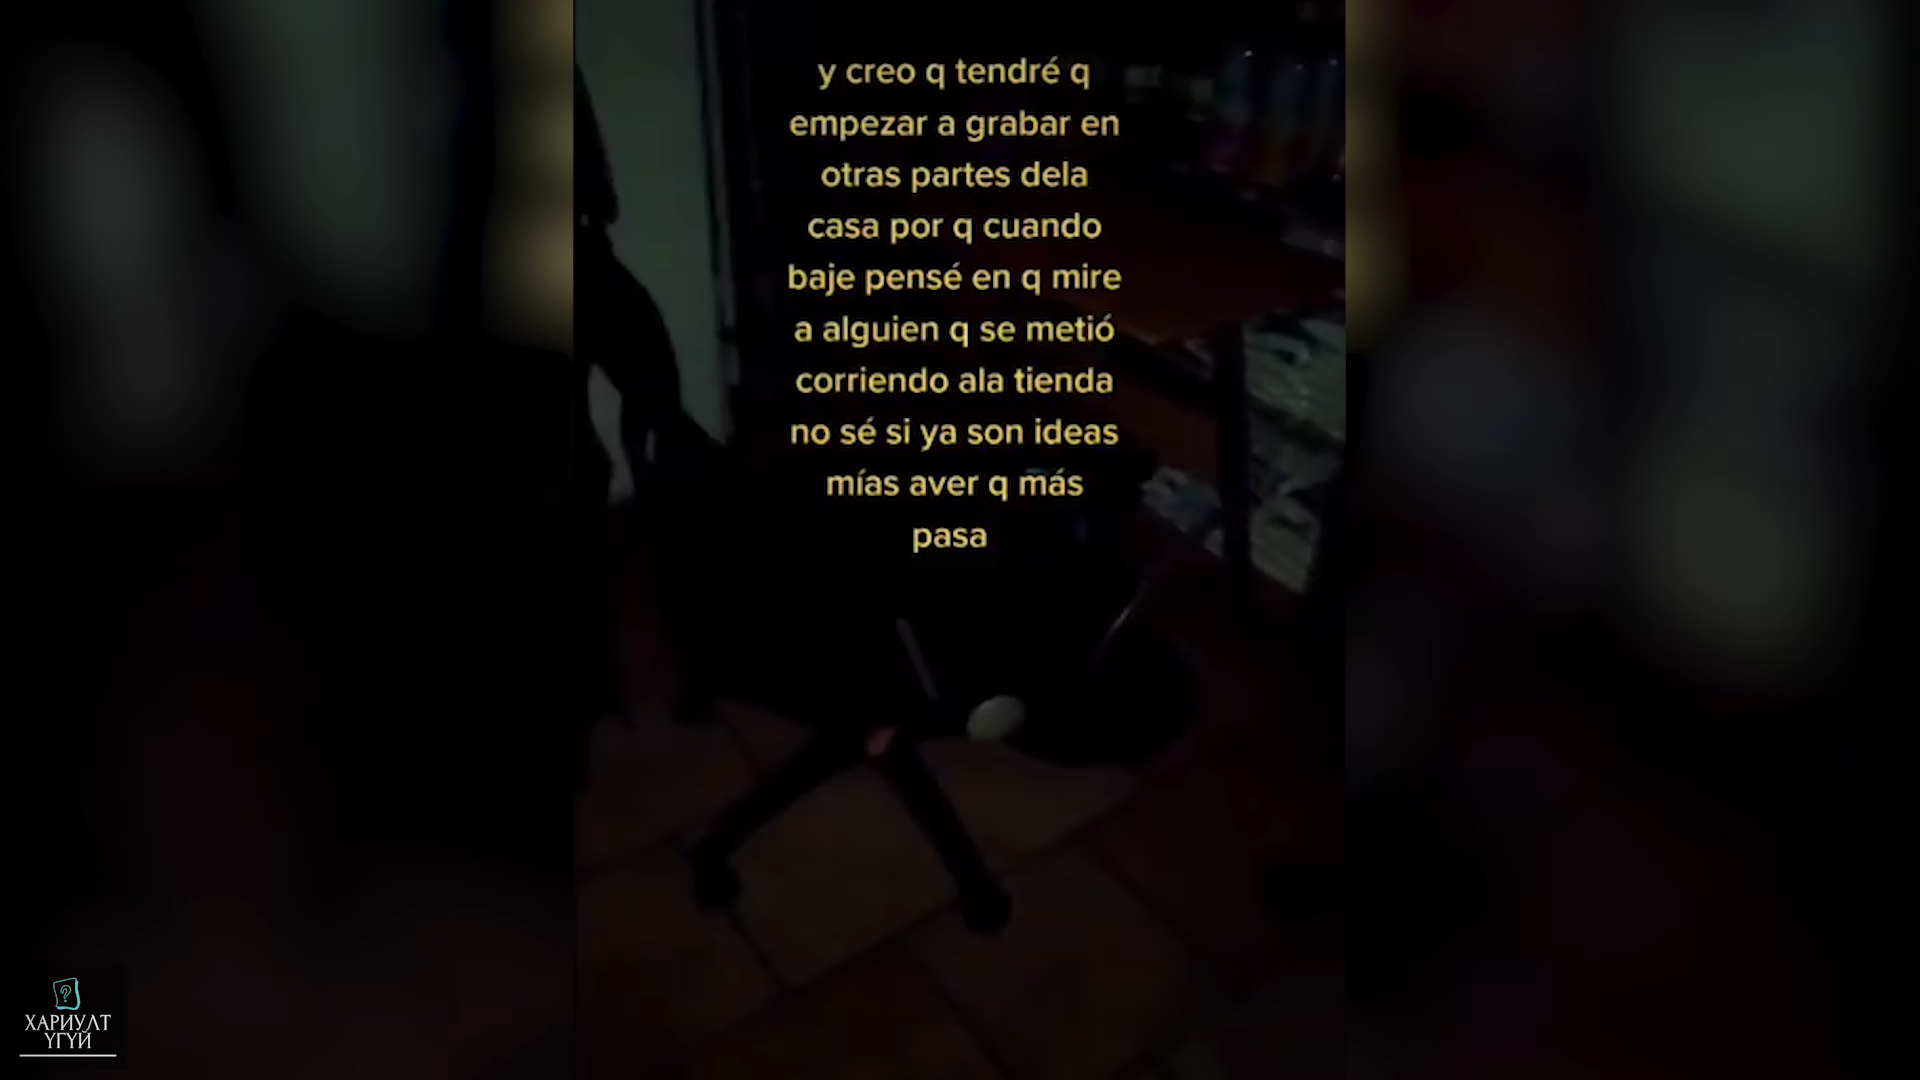 y creo q tendré q
empezar a grabar en
otras partes dela
casa por q cuando
baje pensé en q mire
a alguien q se metió
corriendo ala tienda
no sé si ya son ideas
mías aver q más
pasa
?
ХАРИУЛТ
ҮГҮЙ